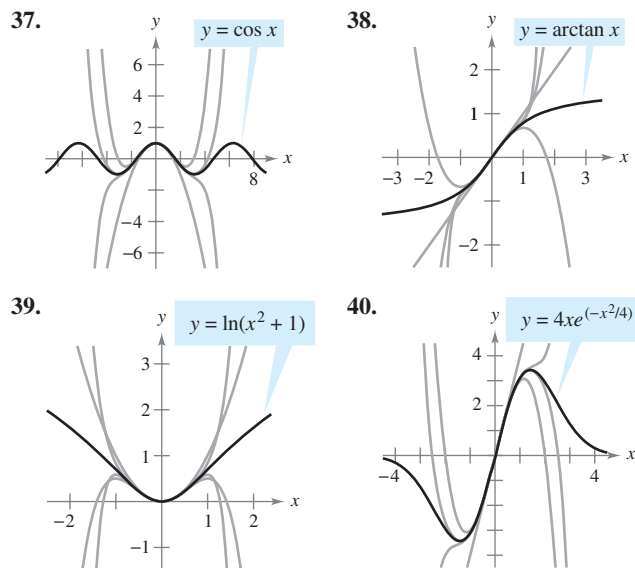 37.
y
y = cos x
6
4
2
x
8
−4
−6
38.
y
y = arctan x
2
1
x
−3 −2
1
3
−2
39.
y
y = ln(x² + 1)
3
2
1
x
−2
1
2
−1
40.
y
y = 4xe^(−x²/4)
4
2
x
−4
4